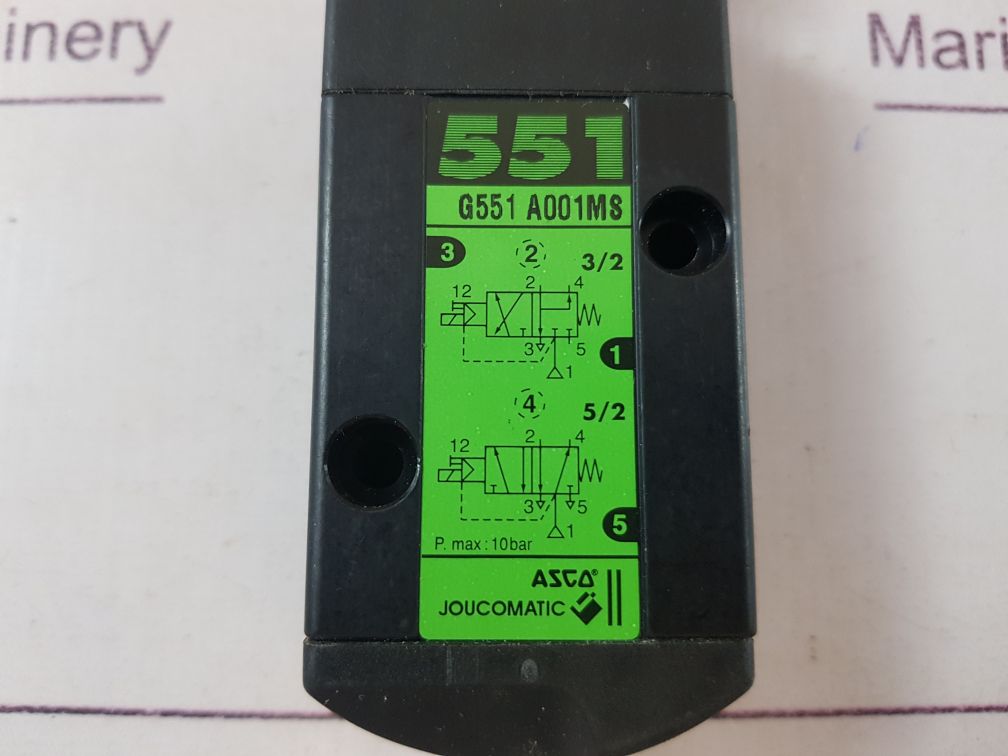 inery Mari
551
G551 A001MS
3 2 3/2
12 2 4
3 5 1
1
4 5/2
12 2 4
3 5
1 5
P. max : 10bar
ASCO®
JOUCOMATIC